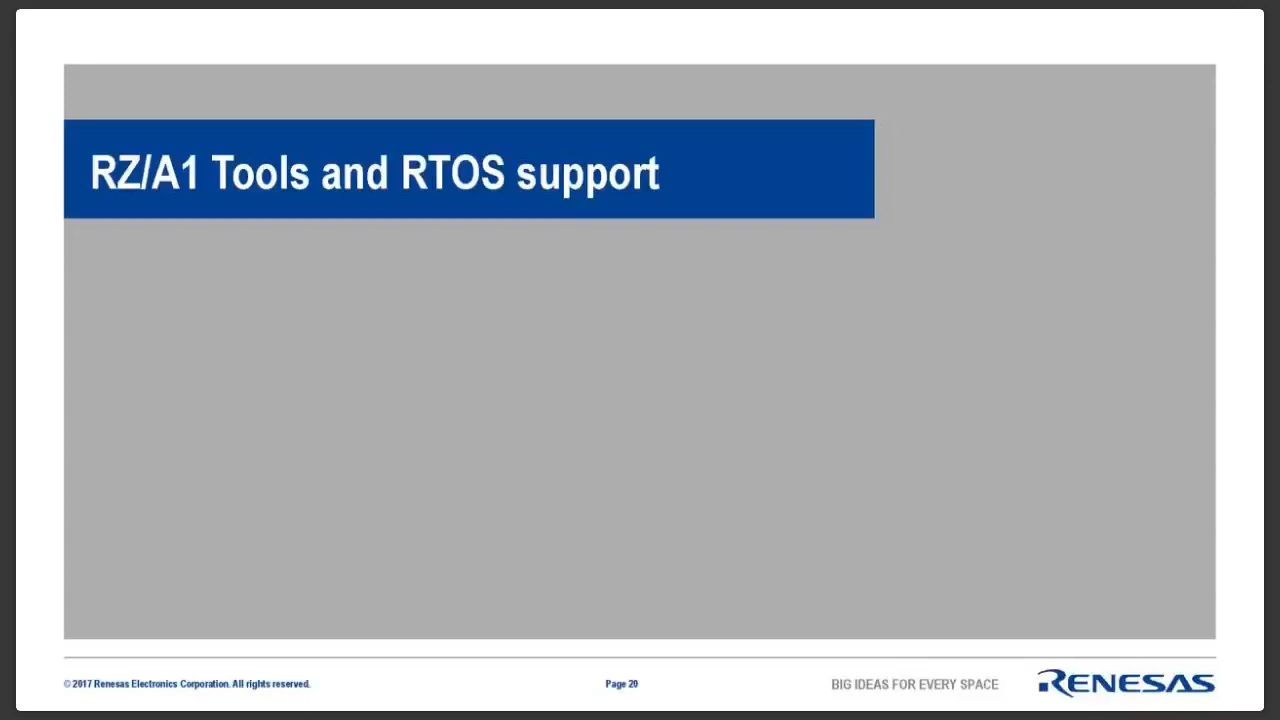 RZ/A1 Tools and RTOS support
© 2017 Renesas Electronics Corporation. All rights reserved.
Page 20
BIG IDEAS FOR EVERY SPACE
RENESAS